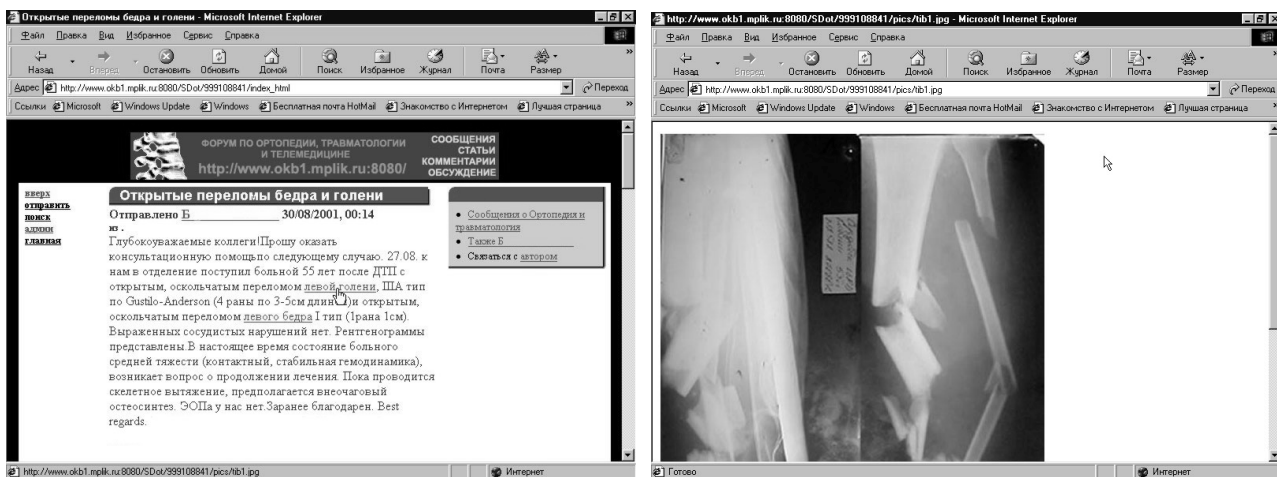 Открытые переломы бедра и голени - Microsoft Internet Explorer
Файл Правка Вид Избранное Сервис Справка
Назад Вперед Остановить Обновить Домой Поиск Избранное Журнал Почта Размер
Адрес http://www.okb1.mplik.ru:8080/SDot/999108841/index_html Переход
Ссылки Microsoft Windows Update Windows Бесплатная почта HotMail Знакомство с Интернетом Лучшая страница
ФОРУМ ПО ОРТОПЕДИИ, ТРАВМАТОЛОГИИ
И ТЕЛЕМЕДИЦИНЕ
http://www.okb1.mplik.ru:8080/
СООБЩЕНИЯ
СТАТЬИ
КОММЕНТАРИИ
ОБСУЖДЕНИЕ
вверх
отправить
поиск
админ
главная
Открытые переломы бедра и голени
Отправлено Б 30/08/2001, 00:14
из .
Глубокоуважаемые коллеги!Прошу оказать
консультационную помощьпо следующему случаю. 27.08. к
нам в отделение поступил больной 55 лет после ДТП с
открытым, оскольчатым переломом левой голени, IIIA тип
по Gustilo-Anderson (4 раны по 3-5см длин )и открытым,
оскольчатым переломом левого бедра I тип (1рана 1см).
Выраженных сосудистых нарушений нет. Рентгенограммы
представлены.В настоящее время состояние больного
средней тяжести (контактный, стабильная гемодинамика),
возникает вопрос о продолжении лечения. Пока проводится
скелетное вытяжение, предполагается внеочаговый
остеосинтез. ЭОПа у нас нет.Заранее благодарен. Best
regards.
Сообщения о Ортопедия и
травматология
Также Б
Связаться с автором
http://www.okb1.mplik.ru:8080/SDot/999108841/pics/tib1.jpg Интернет
http://www.okb1.mplik.ru:8080/SDot/999108841/pics/tib1.jpg - Microsoft Internet Explorer
Файл Правка Вид Избранное Сервис Справка
Назад Вперед Остановить Обновить Домой Поиск Избранное Журнал Почта Размер
Адрес http://www.okb1.mplik.ru:8080/SDot/999108841/pics/tib1.jpg Переход
Ссылки Microsoft Windows Update Windows Бесплатная почта HotMail Знакомство с Интернетом Лучшая страница
Готово Интернет